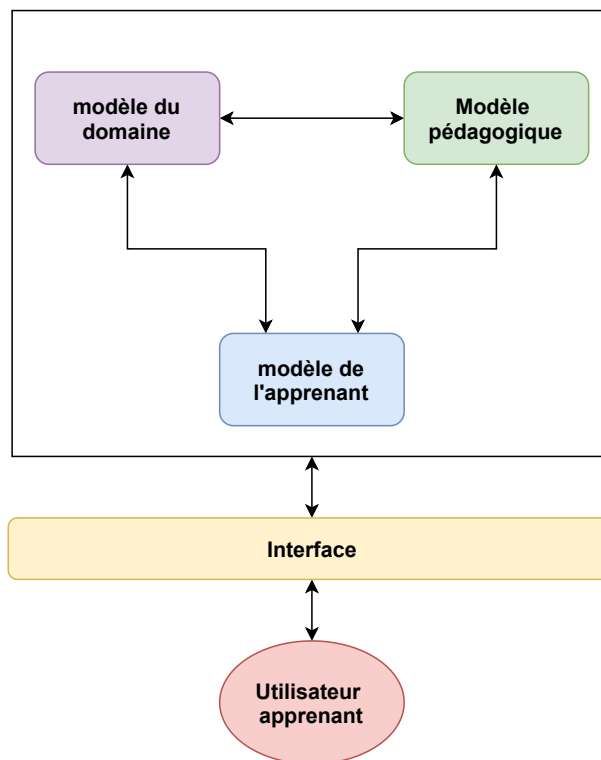 modèle du
domaine
Modèle
pédagogique
modèle de
l'apprenant
Interface
Utilisateur
apprenant